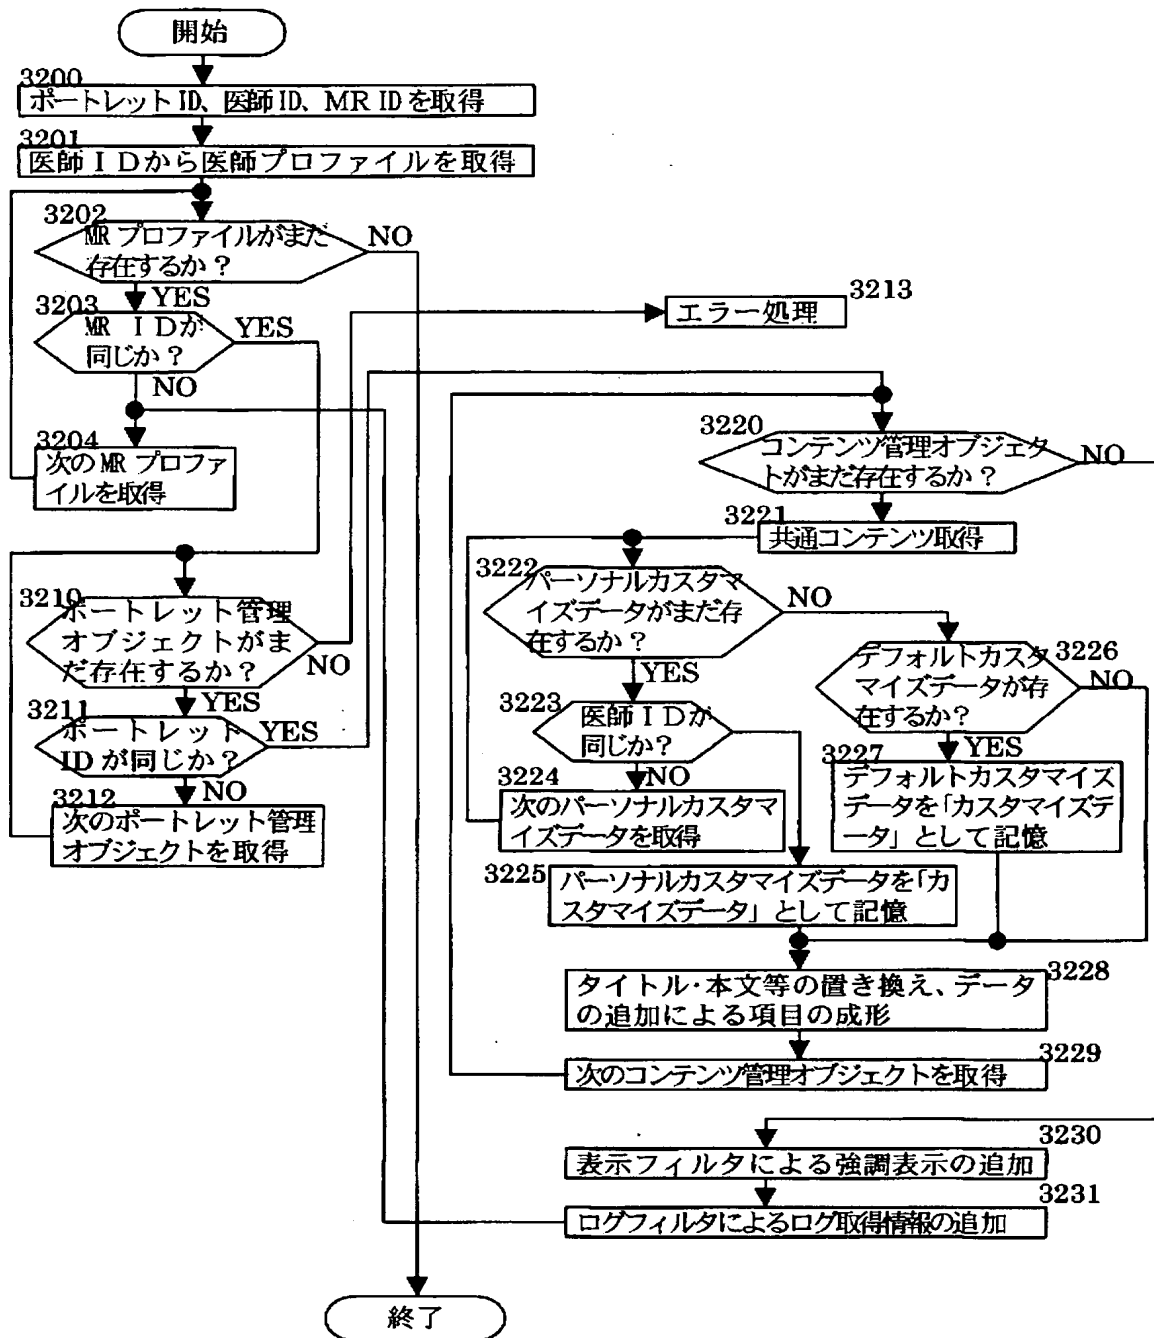 開始
3200
ポートレット ID、医師 ID、MR ID を取得
3201
医師ＩＤから医師プロファイルを取得
3202
MR プロファイルがまだ
存在するか？
NO
YES
3203
MR ＩＤが
同じか？
YES
NO
3204
次の MR プロファ
イルを取得
3210
ポートレット管理
オブジェクトがま
だ存在するか？
NO
YES
3211
ポートレット
ID が同じか？
YES
NO
3212
次のポートレット管理
オブジェクトを取得
3213
エラー処理
3220
コンテンツ管理オブジェク
トがまだ存在するか？
NO
3221
共通コンテンツ取得
3222
パーソナルカスタマ
イズデータがまだ存
在するか？
NO
YES
3223
医師ＩＤが
同じか？
NO
3224
次のパーソナルカスタマ
イズデータを取得
3225
パーソナルカスタマイズデータを「カ
スタマイズデータ」として記憶
3226
デフォルトカスタ
マイズデータが存
在するか？
NO
YES
3227
デフォルトカスタマイズ
データを「カスタマイズデ
ータ」として記憶
3228
タイトル・本文等の置き換え、データ
の追加による項目の成形
3229
次のコンテンツ管理オブジェクトを取得
3230
表示フィルタによる強調表示の追加
3231
ログフィルタによるログ取得情報の追加
終了